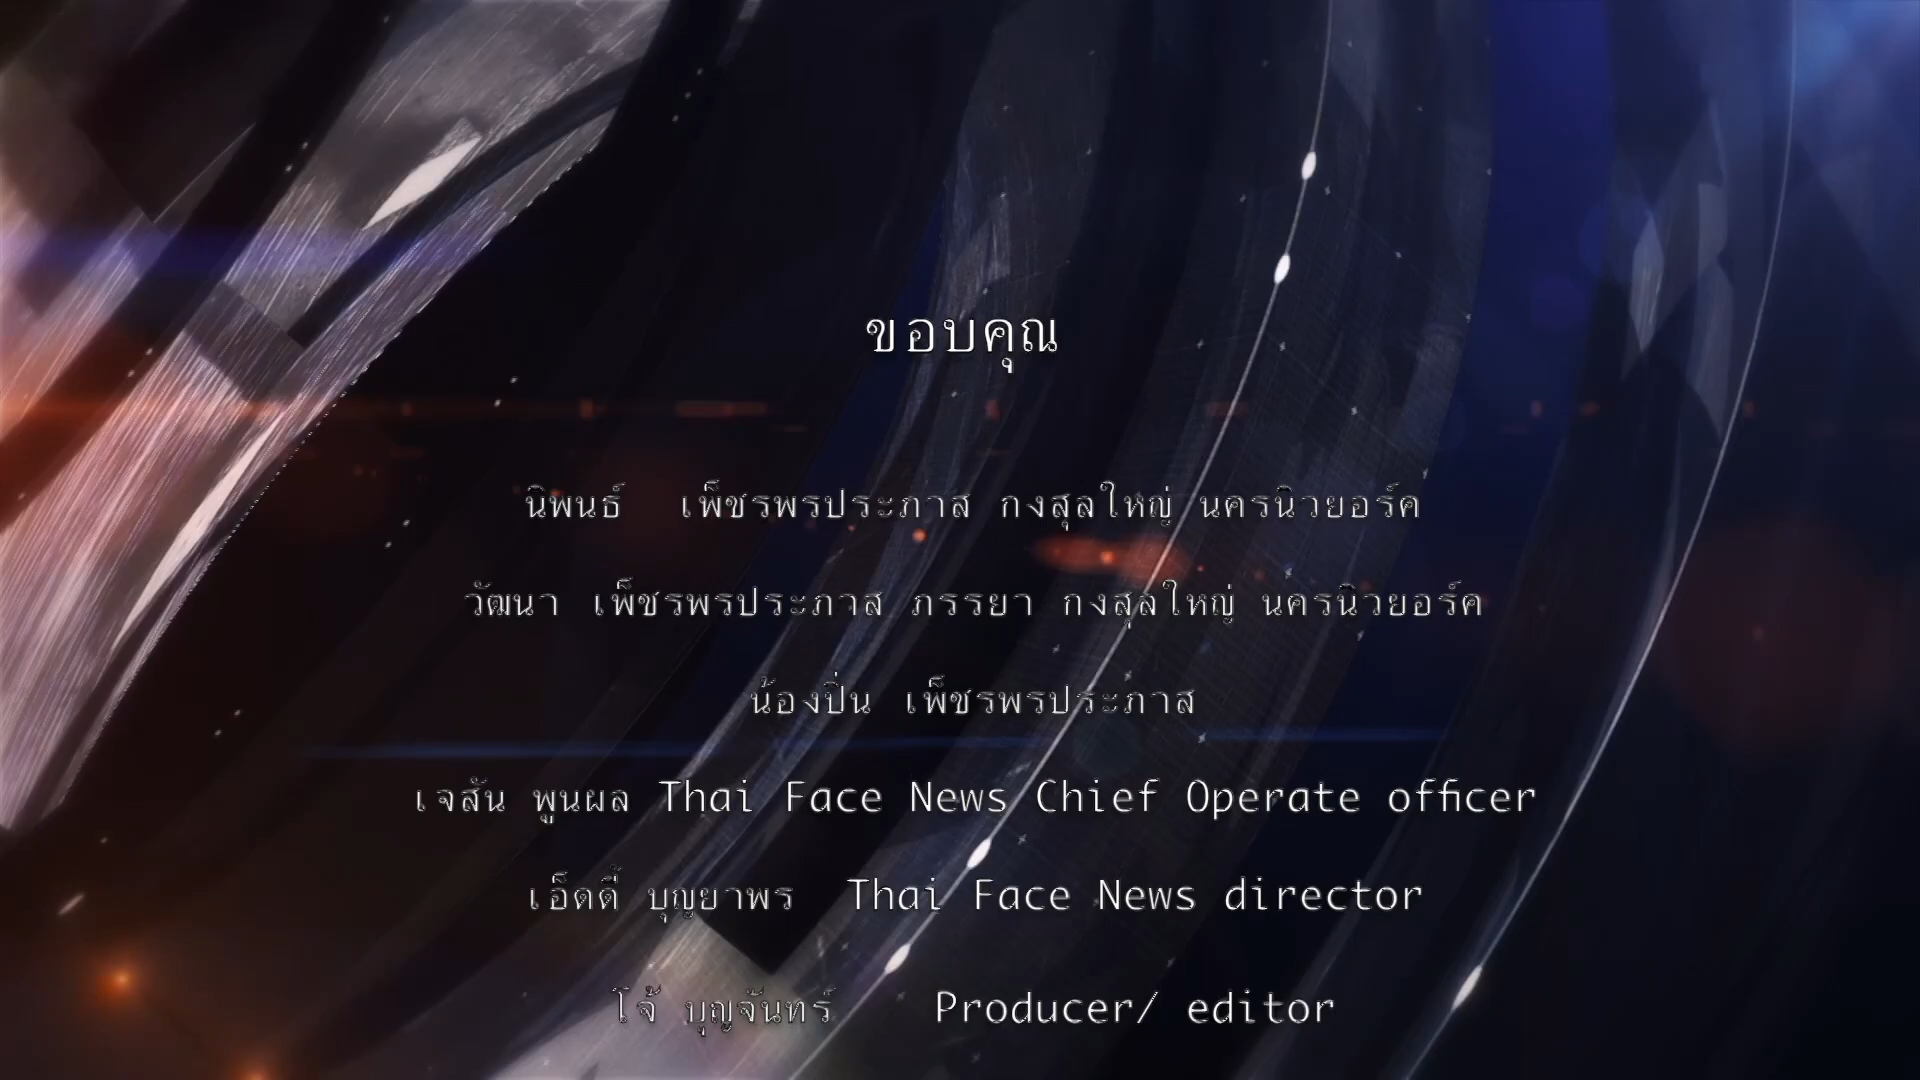 ขอบคุณ
นิพนธ์ เพ็ชรพรประภาส กงสุลใหญ่ นครนิวยอร์ค
วัฒนา เพ็ชรพรประภาส ภรรยา กงสุลใหญ่ นครนิวยอร์ค
น้องปิ่น เพ็ชรพรประภาส
เจสัน พูนผล Thai Face News Chief Operate officer
เอ็ดดี้ บุญยาพร Thai Face News director
โจ้ บุญจันทร์ Producer/ editor